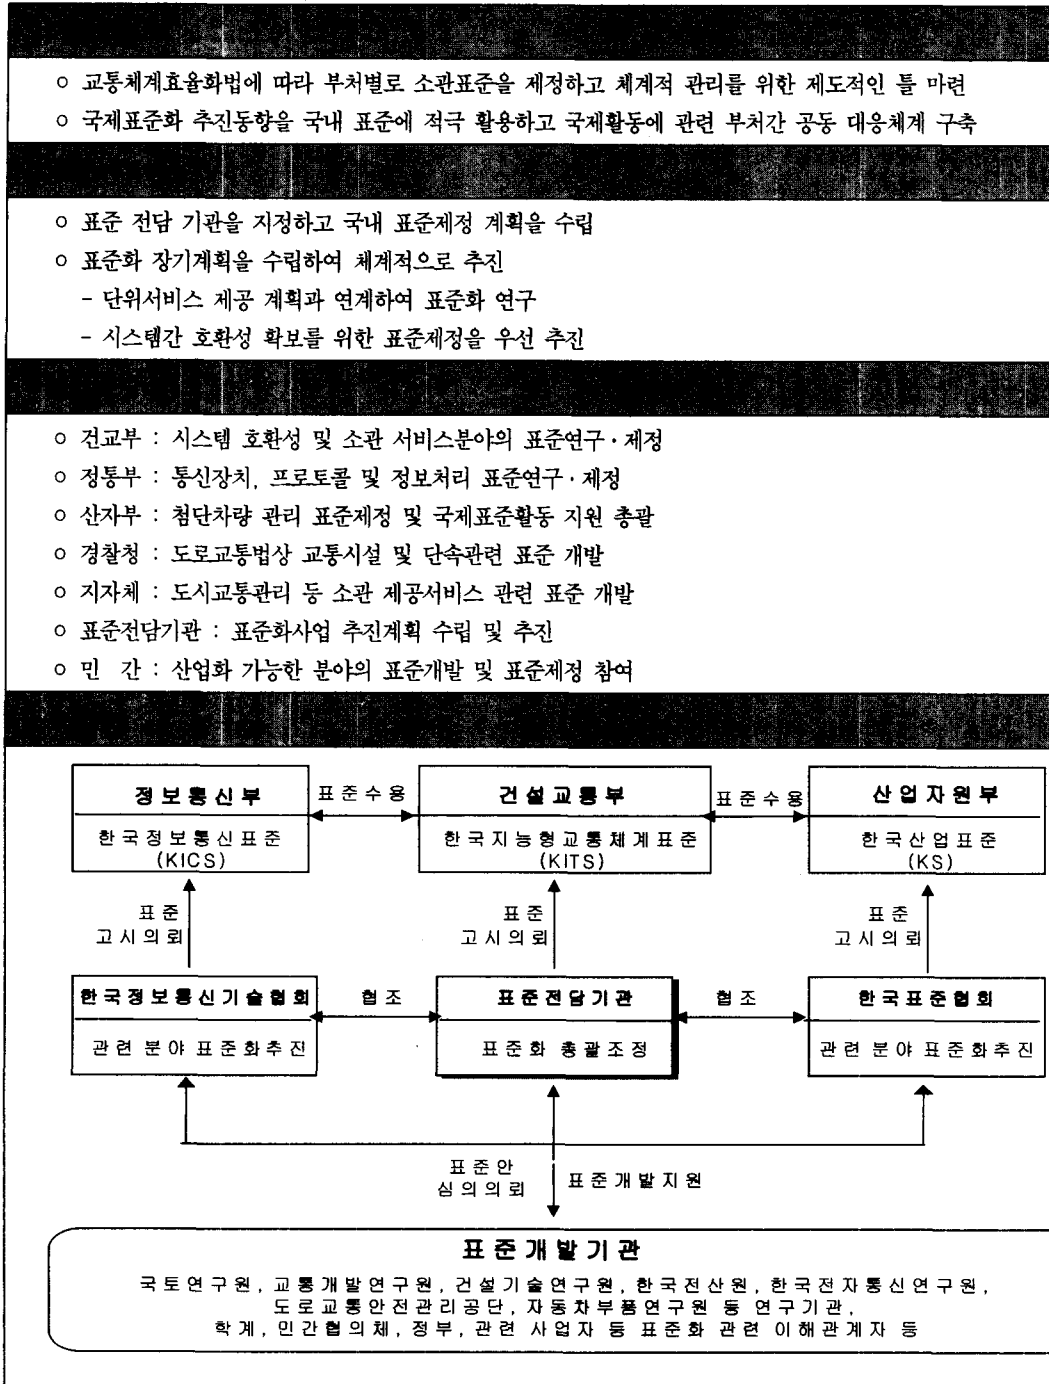 ○ 교통체계효율화법에 따라 부처별로 소관표준을 제정하고 체계적 관리를 위한 제도적인 틀 마련
○ 국제표준화 추진동향을 국내 표준에 적극 활용하고 국제활동에 관련 부처간 공동 대응체계 구축
○ 표준 전담 기관을 지정하고 국내 표준제정 계획을 수립
○ 표준화 장기계획을 수립하여 체계적으로 추진
- 단위서비스 제공 계획과 연계하여 표준화 연구
- 시스템간 호환성 확보를 위한 표준제정을 우선 추진
○ 건교부 : 시스템 호환성 및 소관 서비스분야의 표준연구·제정
○ 정통부 : 통신장치, 프로토콜 및 정보처리 표준연구·제정
○ 산자부 : 첨단차량 관리 표준제정 및 국제표준활동 지원 총괄
○ 경찰청 : 도로교통법상 교통시설 및 단속관련 표준 개발
○ 지자체 : 도시교통관리 등 소관 제공서비스 관련 표준 개발
○ 표준전담기관 : 표준화사업 추진계획 수립 및 추진
○ 민 간 : 산업화 가능한 분야의 표준개발 및 표준제정 참여
정보통신부 표준수용 건설교통부 표준수용 산업자원부
한국정보통신표준 한국지능형교통체계표준 한국산업표준
(KICS) (KITS) (KS)
표준 표준 표준
고시의뢰 고시의뢰 고시의뢰
한국정보통신기술협회 협조 표준전담기관 협조 한국표준협회
관련 분야 표준화추진 표준화 총괄조정 관련 분야 표준화추진
표준안
심의의뢰 표준개발지원
표준개발기관
국토연구원, 교통개발연구원, 건설기술연구원, 한국전산원, 한국전자통신연구원,
도로교통안전관리공단, 자동차부품연구원 등 연구기관,
학계, 민간협의체, 정부, 관련 사업자 등 표준화 관련 이해관계자 등